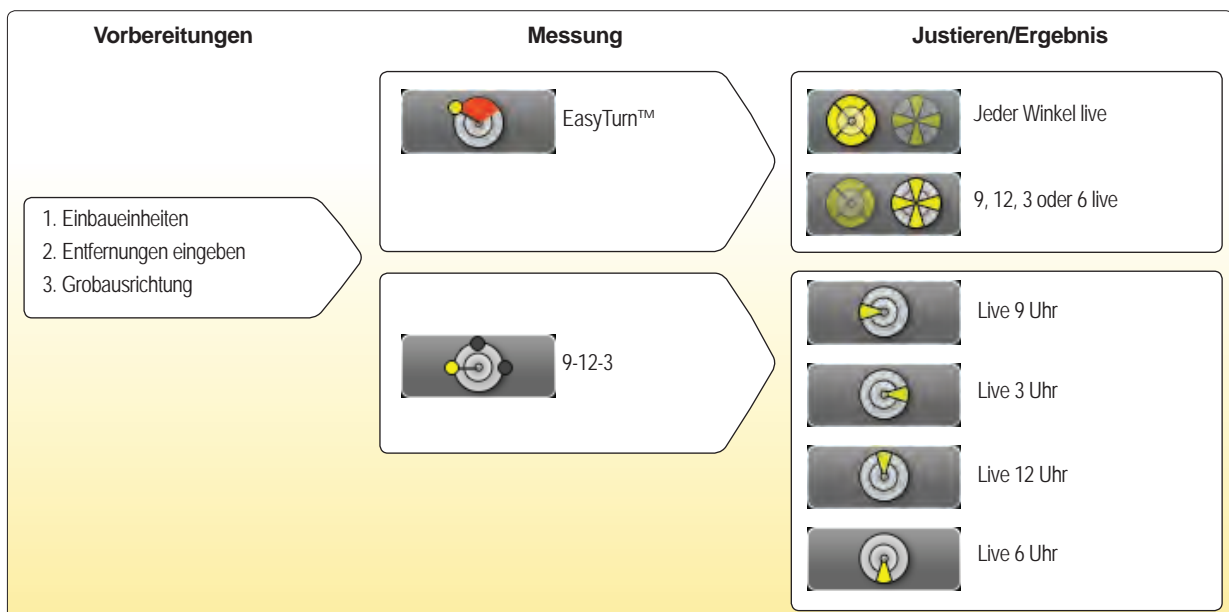 Vorbereitungen
Messung
Justieren/Ergebnis
1. Einbaueinheiten
2. Entfernungen eingeben
3. Grobausrichtung
EasyTurn™
9-12-3
Jeder Winkel live
9, 12, 3 oder 6 live
Live 9 Uhr
Live 3 Uhr
Live 12 Uhr
Live 6 Uhr